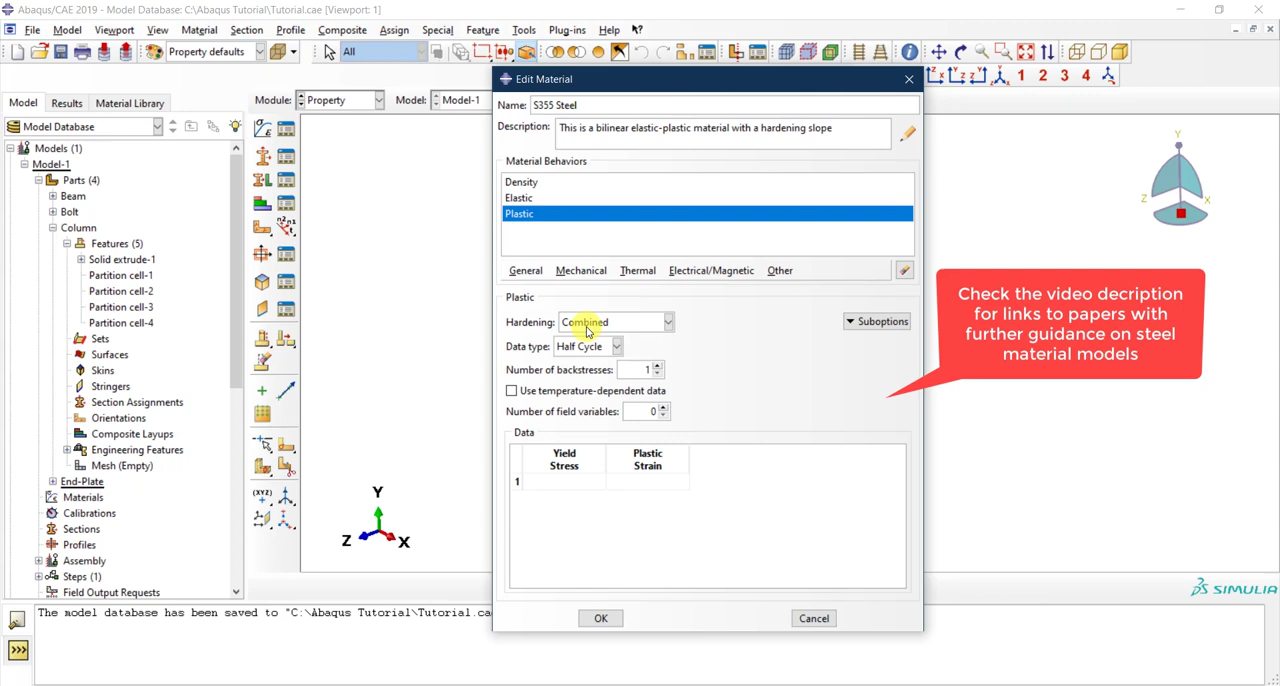 Abaqus/CAE 2019 - Model Database: C:\Abaqus Tutorial\Tutorial.cae [Viewport: 1]
File Model Viewport View Material Section Profile Composite Assign Special Feature Tools Plug-ins Help
Property defaults All
1 2 3 4
Model Results Material Library Module: Property Model: Model-1
Model Database
Models (1)
Model-1
Parts (4)
Beam
Bolt
Column
Features (5)
Solid extrude-1
Partition cell-1
Partition cell-2
Partition cell-3
Partition cell-4
Sets
Surfaces
Skins
Stringers
Section Assignments
Orientations
Composite Layups
Engineering Features
Mesh (Empty)
End-Plate
Materials
Calibrations
Sections
Profiles
Assembly
Steps (1)
Field Output Requests
(XYZ)
Y
Z X
Edit Material
Name: S355 Steel
Description: This is a bilinear elastic-plastic material with a hardening slope
Material Behaviors
Density
Elastic
Plastic
General Mechanical Thermal Electrical/Magnetic Other
Plastic
Hardening: Combined Suboptions
Data type: Half Cycle
Number of backstresses: 1
Use temperature-dependent data
Number of field variables: 0
Data
Yield Stress Plastic Strain
1
OK Cancel
Y
Z X
Check the video decription
for links to papers with
further guidance on steel
material models
SIMULIA
The model database has been saved to "C:\Abaqus Tutorial\Tutorial.cae
>>>